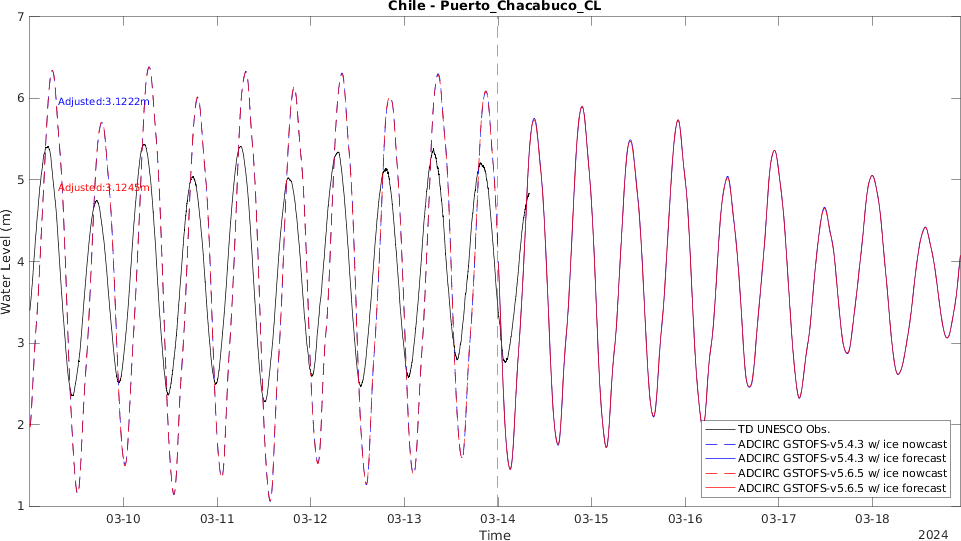 Chile - Puerto_Chacabuco_CL
7
6
5
4
3
2
1
Water Level (m)
Adjusted:3.1222m
Adjusted:3.1245m
TD UNESCO Obs.
ADCIRC GSTOFS-v5.4.3 w/ ice nowcast
ADCIRC GSTOFS-v5.4.3 w/ ice forecast
ADCIRC GSTOFS-v5.6.5 w/ ice nowcast
ADCIRC GSTOFS-v5.6.5 w/ ice forecast
03-10 03-11 03-12 03-13 03-14 03-15 03-16 03-17 03-18
Time
2024